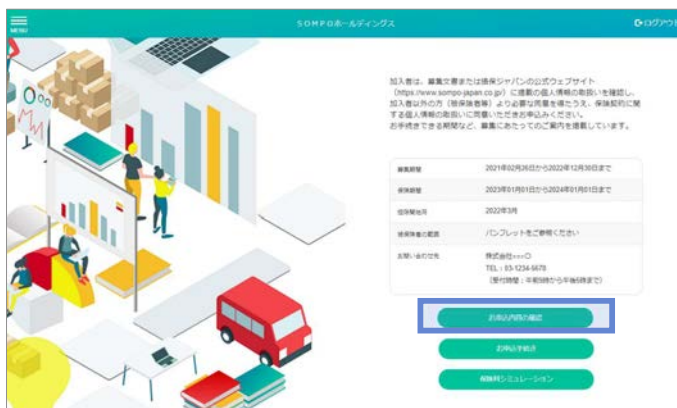 MENU
SOMPOホールディングス
ログアウト
加入者は、募集文書または損保ジャパンの公式ウェブサイト
(https://www.sompo-japan.co.jp/) に掲載の個人情報の取扱いを確認し、
加入者以外の方(被保険者等)より必要な同意を得たうえ、保険契約に関
する個人情報の取扱いに同意いただきお申込みください。
お手続きできる期間など、募集にあたってのご案内を掲載しています。
募集期間 2021年02月26日から2022年12月30日まで
保険期間 2023年01月01日から2024年01月01日まで
2022年3月
被保険者の範囲 パンフレットをご参照ください
お問い合わせ先 株式会社×××○
TEL：03-1234-5678
(受付時間：午前9時から午後5時まで)
お申込内容の確認
お申込手続き
保険料シミュレーション